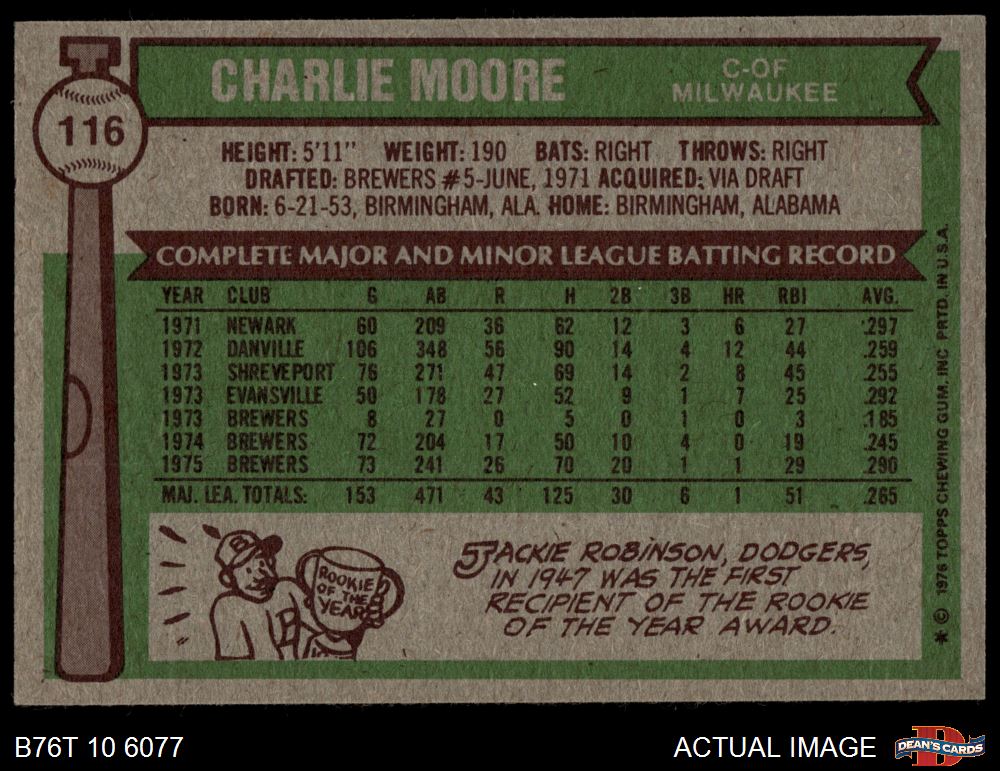 116
CHARLIE MOORE
C-OF
MILWAUKEE
HEIGHT: 5'11" WEIGHT: 190 BATS: RIGHT THROWS: RIGHT
DRAFTED: BREWERS #5-JUNE, 1971 ACQUIRED: VIA DRAFT
BORN: 6-21-53, BIRMINGHAM, ALA. HOME: BIRMINGHAM, ALABAMA
COMPLETE MAJOR AND MINOR LEAGUE BATTING RECORD
YEAR CLUB G AB R H 2B 3B HR RBI AVG.
1971 NEWARK 60 209 36 62 12 3 6 27 .297
1972 DANVILLE 106 348 56 90 14 4 12 44 .259
1973 SHREVEPORT 76 271 47 69 14 2 8 45 .255
1973 EVANSVILLE 50 178 27 52 9 1 7 25 .292
1973 BREWERS 8 27 0 5 0 1 0 3 .185
1974 BREWERS 72 204 17 50 10 4 0 19 .245
1975 BREWERS 73 241 26 70 20 1 1 29 .290
MAJ. LEA. TOTALS: 153 471 43 125 30 6 1 51 .265
ROOKIE
OF THE
YEAR
B
JACKIE ROBINSON, DODGERS,
IN 1947 WAS THE FIRST
RECIPIENT OF THE ROOKIE
OF THE YEAR AWARD.
* © 1976 TOPPS CHEWING GUM, INC PRTD. IN U.S.A.
B76T 10 6077
ACTUAL IMAGE
DEAN'S CARDS